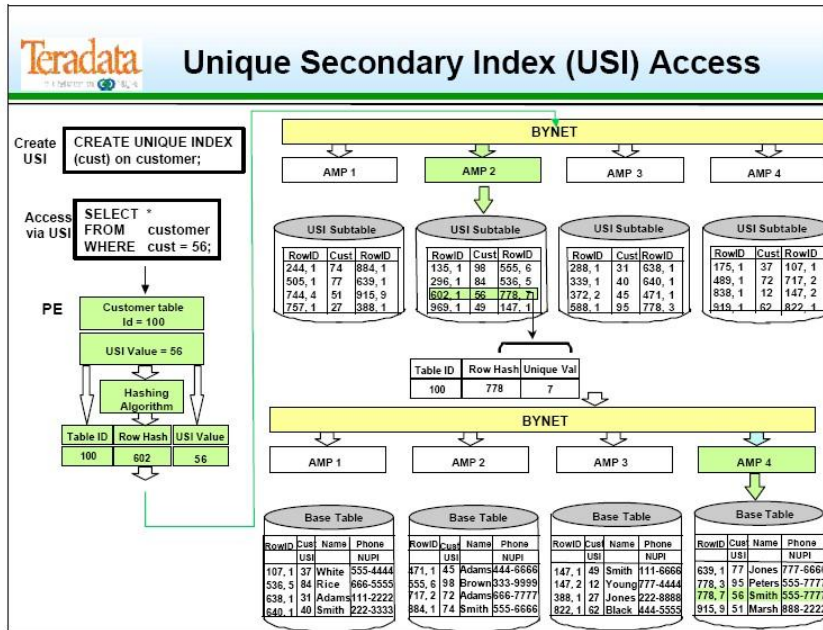 Teradata
Unique Secondary Index (USI) Access
Create USI
CREATE UNIQUE INDEX
(cust) on customer;
Access via USI
SELECT *
FROM customer
WHERE cust = 56;
PE
Customer table
Id = 100
USI Value = 56
Hashing
Algorithm
Table ID Row Hash USI Value
100 602 56
BYNET
AMP 1 AMP 2 AMP 3 AMP 4
USI Subtable
RowID Cust RowID
244, 1 74 884, 1
505, 1 77 639, 1
744, 4 51 915, 9
757, 1 27 388, 1
USI Subtable
RowID Cust RowID
135, 1 98 555, 6
296, 1 84 536, 5
602, 1 56 778, 7
969, 1 49 147, 1
USI Subtable
RowID Cust RowID
288, 1 31 638, 1
339, 1 40 640, 1
372, 2 45 471, 1
588, 1 95 778, 3
USI Subtable
RowID Cust RowID
175, 1 37 107, 1
489, 1 72 717, 2
838, 1 12 147, 2
919, 1 62 822, 1
Table ID Row Hash Unique Val
100 778 7
BYNET
AMP 1 AMP 2 AMP 3 AMP 4
Base Table
RowID Cust Name Phone
USI NUPI
107, 1 37 White 555-4444
536, 5 84 Rice 666-5555
638, 1 31 Adams 111-2222
640, 1 40 Smith 222-3333
Base Table
RowID Cust Name Phone
USI NUPI
471, 1 45 Adams 444-6666
555, 6 98 Brown 333-9999
717, 2 72 Adams 666-7777
884, 1 74 Smith 555-6666
Base Table
RowID Cust Name Phone
USI NUPI
147, 1 49 Smith 111-6666
147, 2 12 Young 777-4444
388, 1 27 Jones 222-8888
822, 1 62 Black 444-5555
Base Table
RowID Cust Name Phone
USI NUPI
639, 1 77 Jones 777-6666
778, 3 95 Peters 555-7777
778, 7 56 Smith 555-7777
915, 9 51 Marsh 888-2222